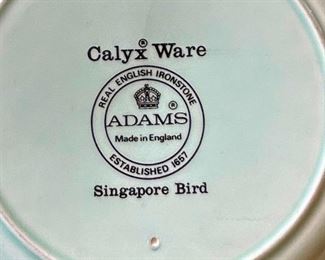 Calyx® Ware
REAL ENGLISH IRONSTONE
ADAMS®
Made in England
ESTABLISHED 1657
Singapore Bird